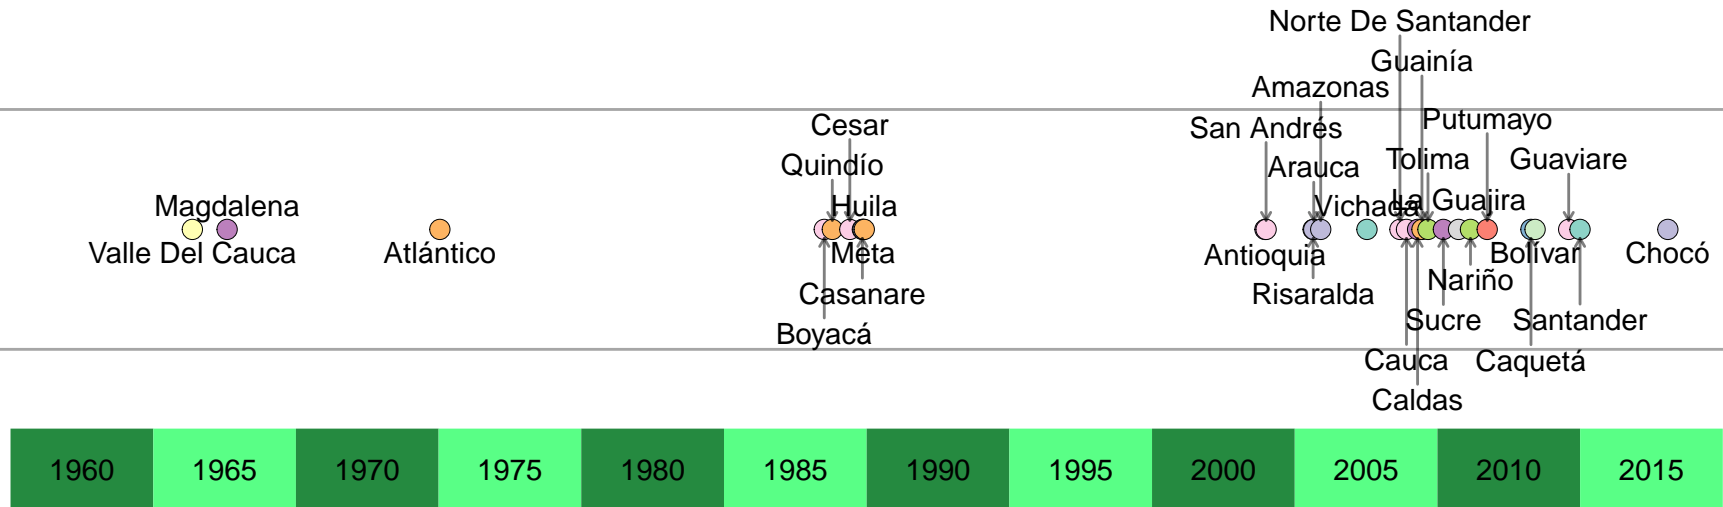 Norte De Santander
Guainía
Amazonas
San Andrés
Putumayo
Cesar
Quindío
Arauca
Tolima
Guaviare
Magdalena
Huila
Vichada
La Guajira
Valle Del Cauca
Atlántico
Meta
Antioquia
Bolívar
Chocó
Casanare
Risaralda
Nariño
Boyacá
Sucre
Santander
Cauca
Caquetá
Caldas
1960 1965 1970 1975 1980 1985 1990 1995 2000 2005 2010 2015